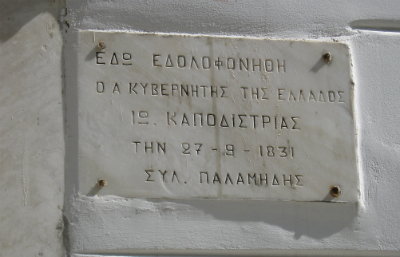 ΕΔΩ ΕΔΟΛΟΦΟΝΗΘΗ
Ο Α ΚΥΒΕΡΝΗΤΗΣ ΤΗΣ ΕΛΛΑΔΟΣ
ΙΩ. ΚΑΠΟΔΙΣΤΡΙΑΣ
ΤΗΝ 27-9-1831
ΣΥΛ. ΠΑΛΑΜΗΔΗΣ